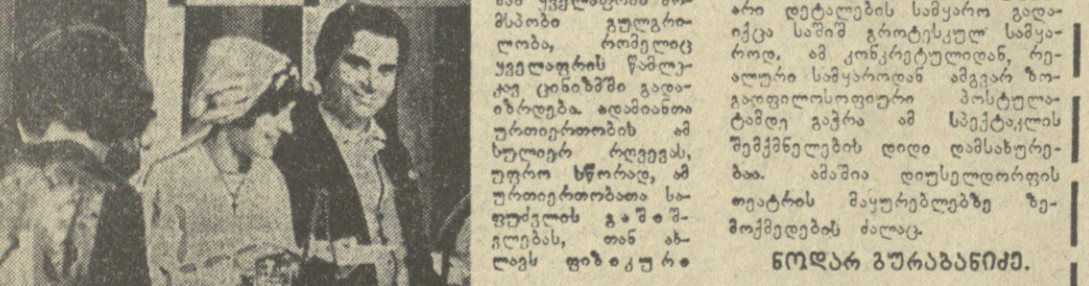 მსპობი გულგრი-
ლობა, რომელიც
ყველაფრის წამლე-
კავ ცინიზმში გადა-
იზრდება. ადამიანთა
ურთიერთობის ამ
სულიერ რღვევას,
უფრო სწორად, ამ
ურთიერთობათა სა-
ფუძვლის გაშიშ-
ვლებას, თან ახ-
ლავს ფიზიკური
არი დეტალების სამყარო გადა-
იქცა საშიშ გროტესკულ სამყა-
როდ. ამ კონკრეტულიდან, რე-
ალური სამყაროდან ამგვარ ზო-
გადფილოსოფიური პოსტულა-
ტამდე გაჭრა ამ სპექტაკლის
შემქმნელების დიდი დამსახურე-
ბაა. ამაშია დიუსელდორფის
თეატრის მაყურებლებზე ზე-
მოქმედების ძალაც.
ნოდარ გურაბანიძე.